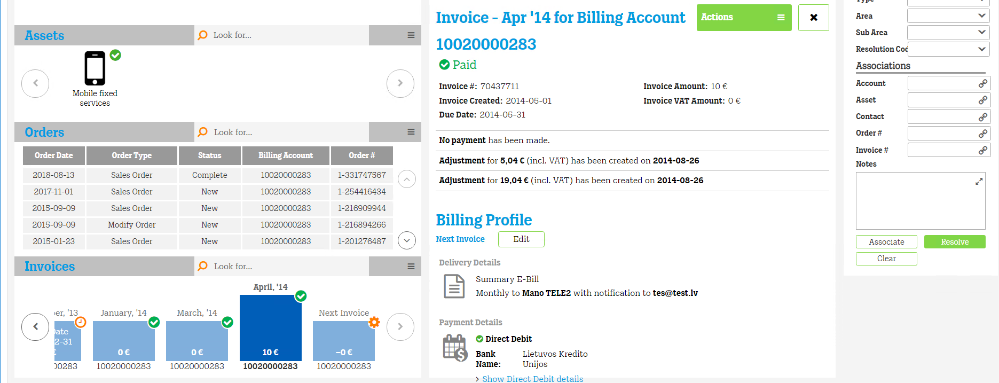 Assets
Look for...
Mobile fixed
services
Orders
Look for...
Order Date Order Type Status Billing Account Order #
2018-08-13 Sales Order Complete 10020000283 1-331747567
2017-11-01 Sales Order New 10020000283 1-254416434
2015-09-09 Sales Order New 10020000283 1-216909944
2015-09-09 Modify Order New 10020000283 1-216894266
2015-01-23 Sales Order New 10020000283 1-201276487
Invoices
Look for...
er, '13
2-31
€
00283
January, '14
0 €
10020000283
March, '14
0 €
10020000283
April, '14
10 €
10020000283
Next Invoice
-0 €
10020000283
Invoice - Apr '14 for Billing Account
10020000283
Actions
Paid
Invoice #: 70437711
Invoice Created: 2014-05-01
Due Date: 2014-05-31
Invoice Amount: 10 €
Invoice VAT Amount: 0 €
No payment has been made.
Adjustment for 5,04 € (incl. VAT) has been created on 2014-08-26
Adjustment for 19,04 € (incl. VAT) has been created on 2014-08-26
Billing Profile
Next Invoice
Edit
Delivery Details
Summary E-Bill
Monthly to Mano TELE2 with notification to tes@test.lv
Payment Details
Direct Debit
Bank Name: Lietuvos Kredito Unijos
> Show Direct Debit details
Area
Sub Area
Resolution Cod
Associations
Account
Asset
Contact
Order #
Invoice #
Notes
Associate
Resolve
Clear